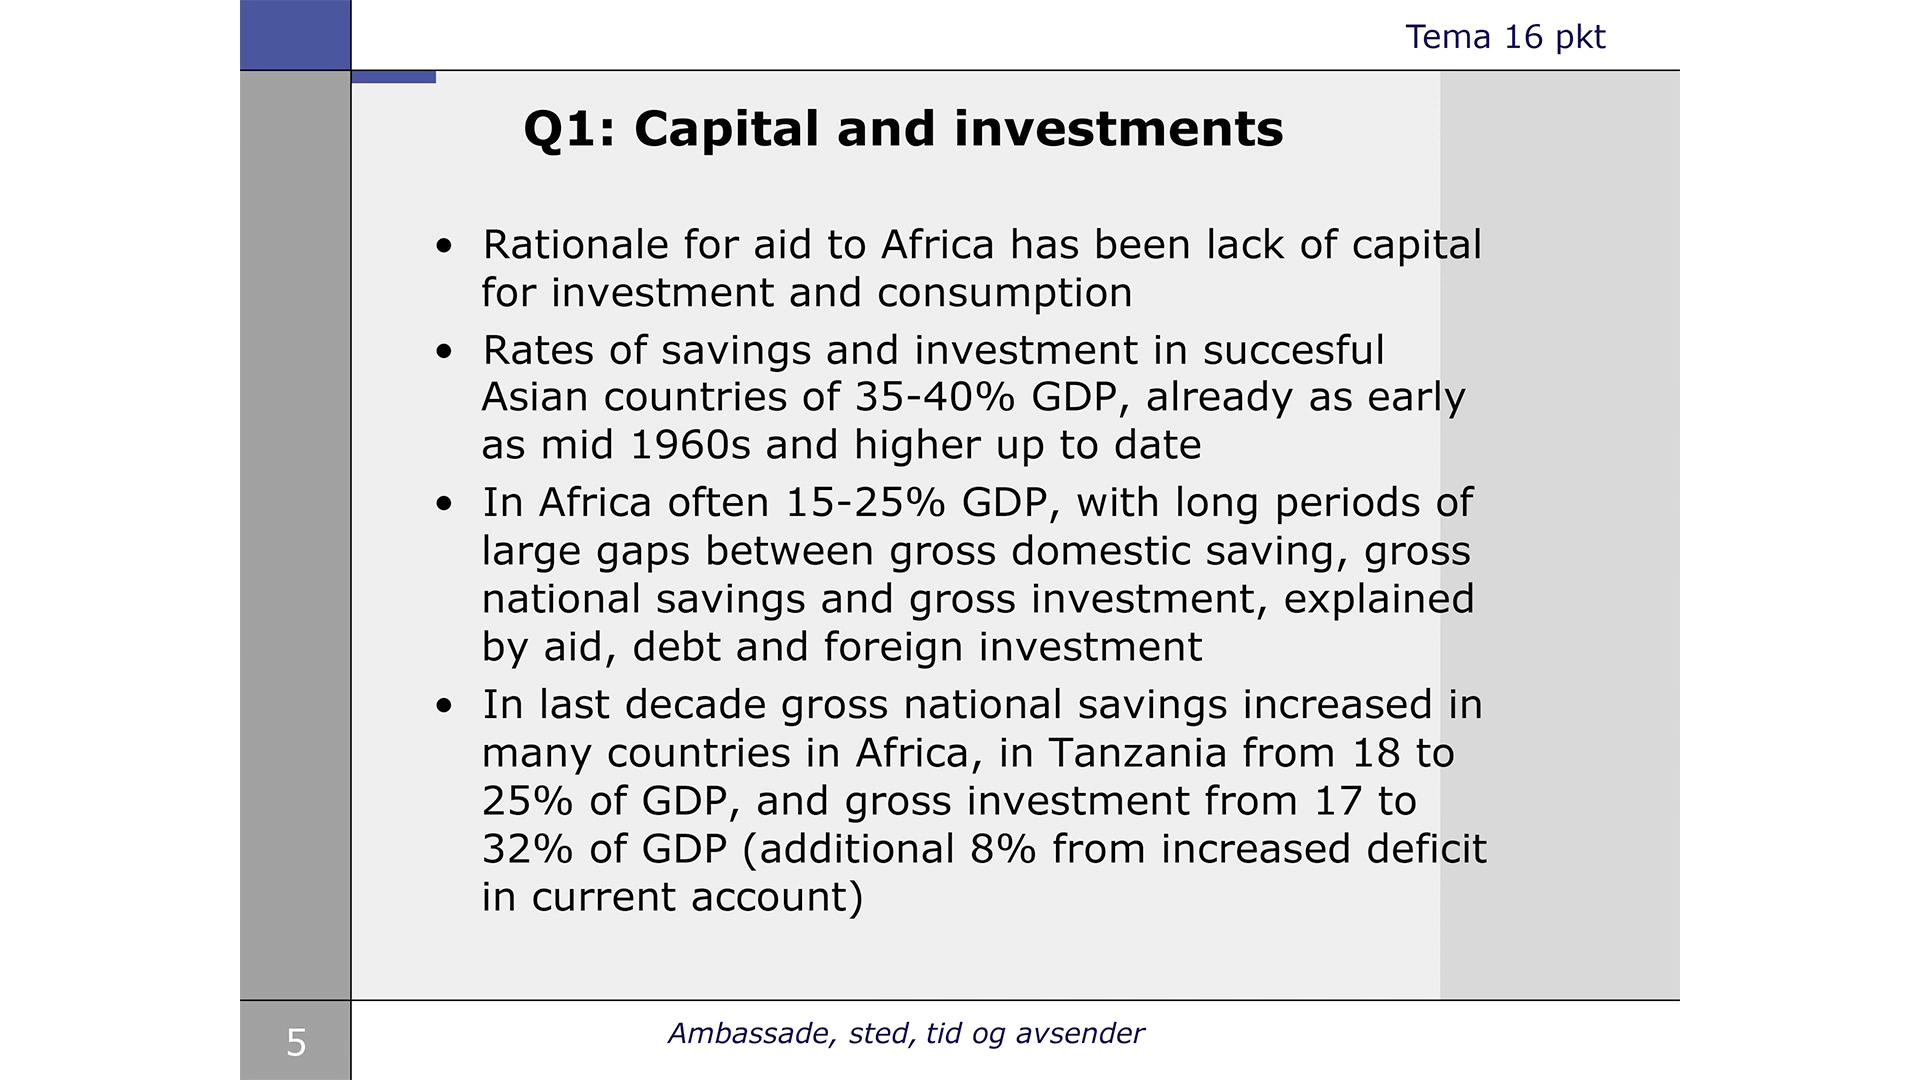 Tema 16 pkt
Q1: Capital and investments
• Rationale for aid to Africa has been lack of capital
for investment and consumption
• Rates of savings and investment in succesful
Asian countries of 35-40% GDP, already as early
as mid 1960s and higher up to date
• In Africa often 15-25% GDP, with long periods of
large gaps between gross domestic saving, gross
national savings and gross investment, explained
by aid, debt and foreign investment
• In last decade gross national savings increased in
many countries in Africa, in Tanzania from 18 to
25% of GDP, and gross investment from 17 to
32% of GDP (additional 8% from increased deficit
in current account)
5
Ambassade, sted, tid og avsender